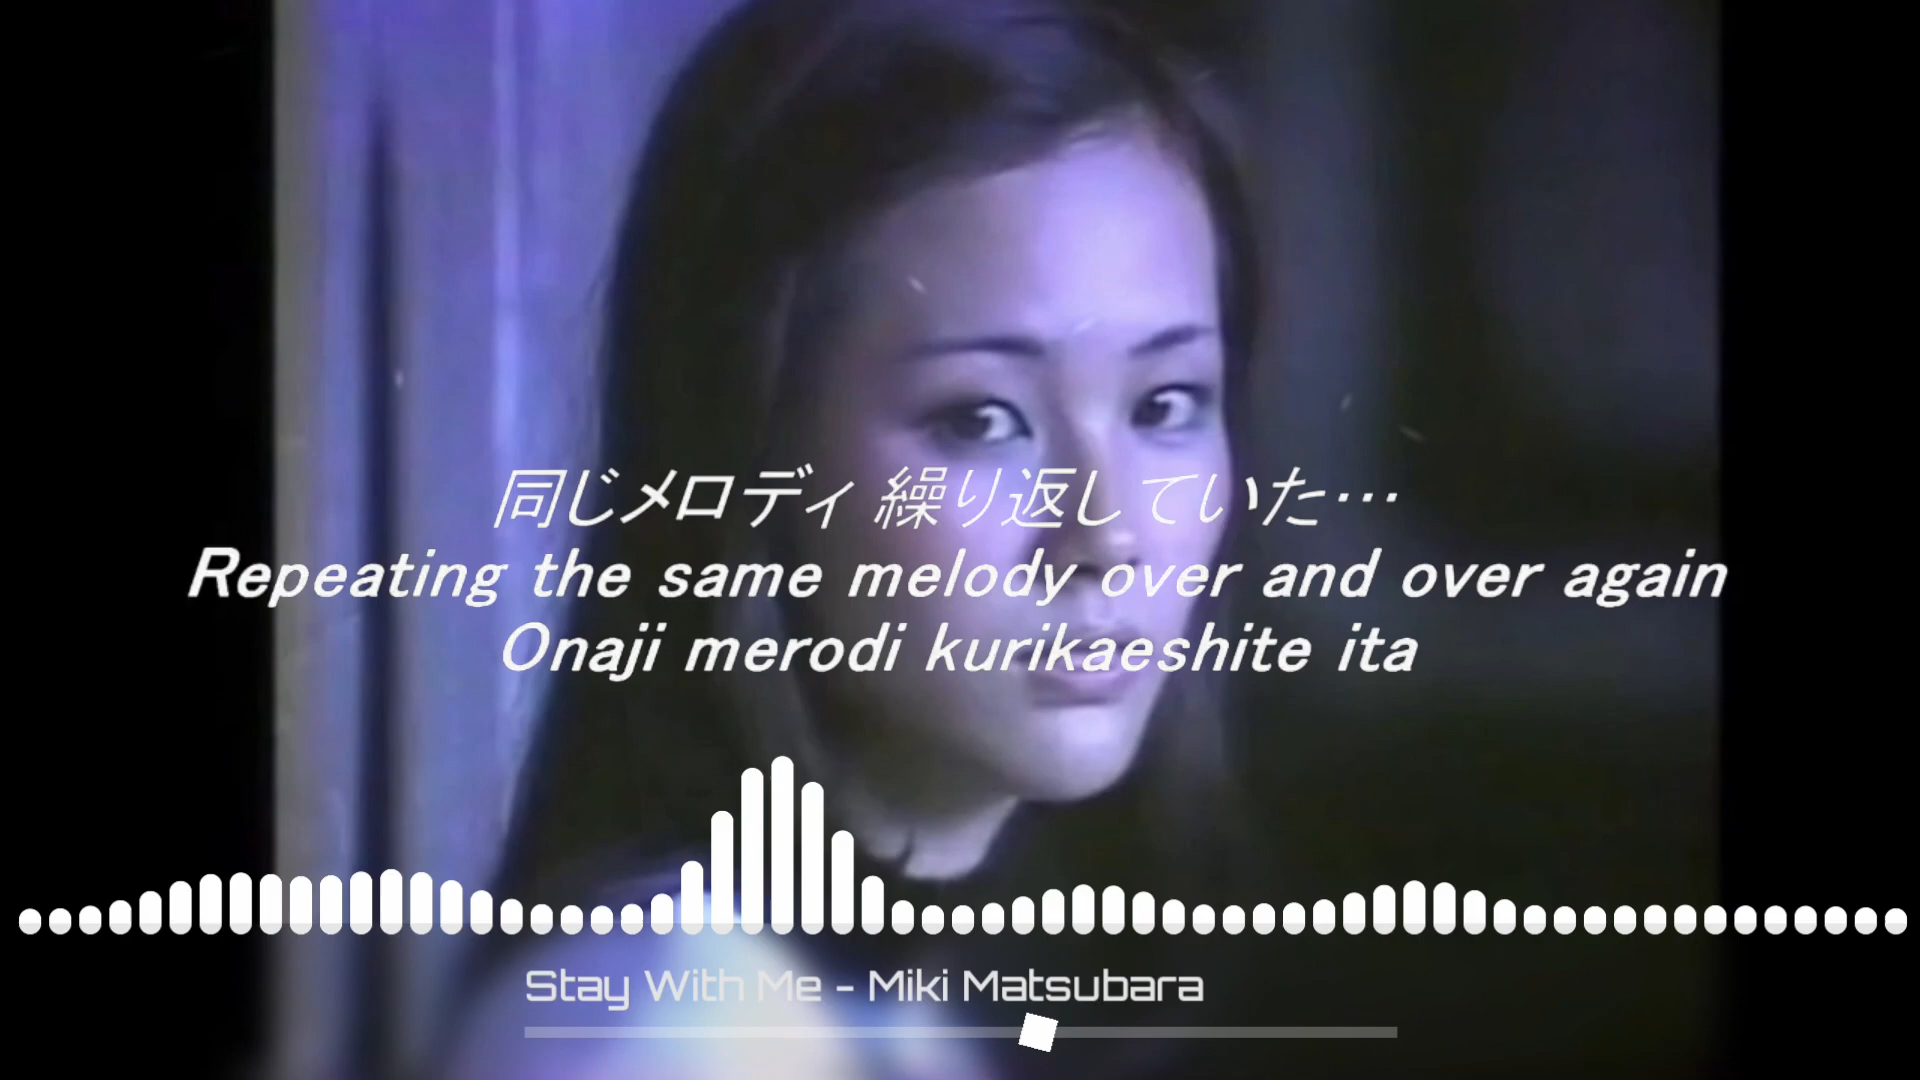 同じメロディ 繰り返していた…
Repeating the same melody over and over again
Onaji merodi kurikaeshite ita
Stay With Me - Miki Matsubara